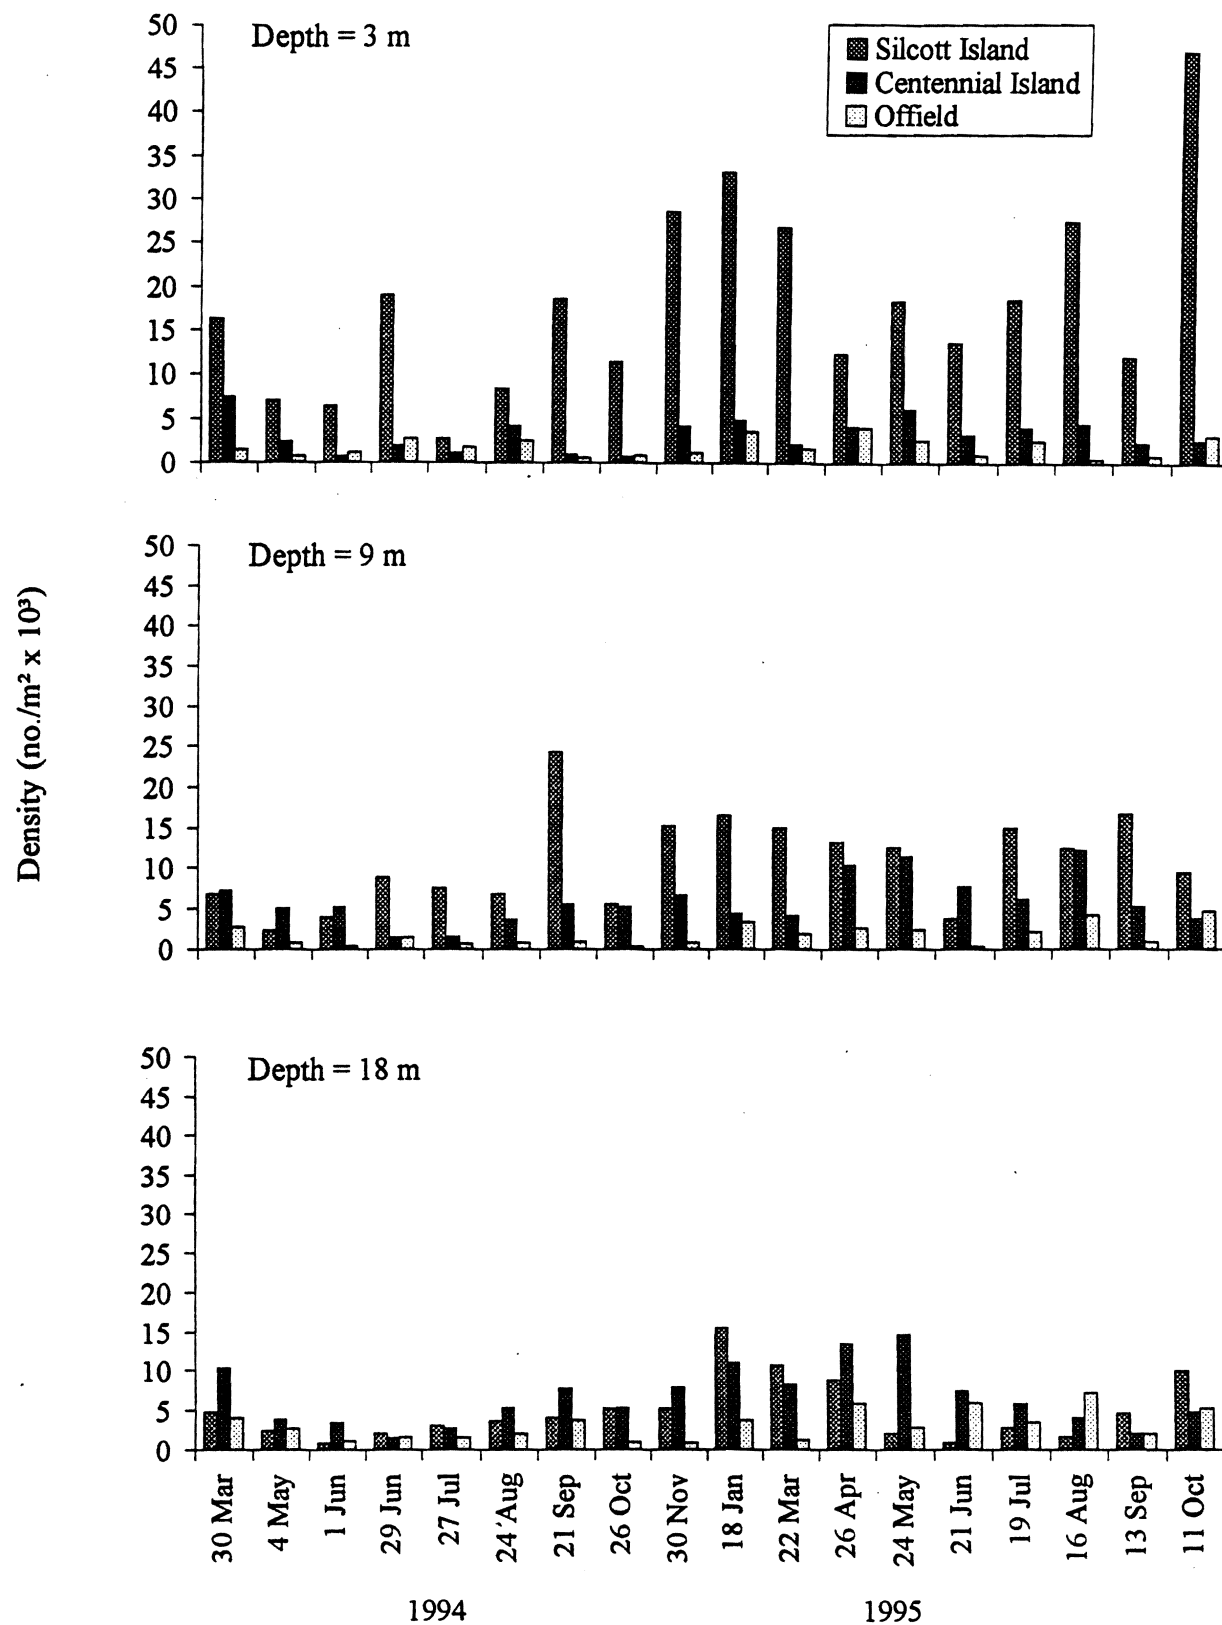 Depth = 3 m
Silcott Island
Centennial Island
Offield
50
45
40
35
30
25
20
15
10
5
0
Density (no./m² x 10³)
Depth = 9 m
50
45
40
35
30
25
20
15
10
5
0
Depth = 18 m
50
45
40
35
30
25
20
15
10
5
0
30 Mar
4 May
1 Jun
29 Jun
27 Jul
24 Aug
21 Sep
26 Oct
30 Nov
18 Jan
22 Mar
26 Apr
24 May
21 Jun
19 Jul
16 Aug
13 Sep
11 Oct
1994
1995